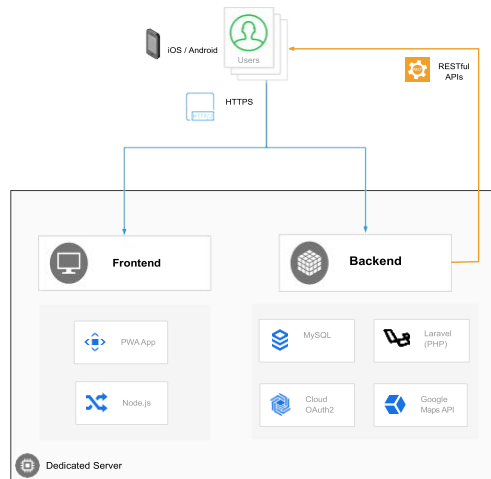 iOS / Android
Users
RESTful
APIs
HTTPS
HTTP
Frontend
Backend
PWA App
MySQL
Laravel
(PHP)
Node.js
Cloud
OAuth2
Google
Maps API
Dedicated Server